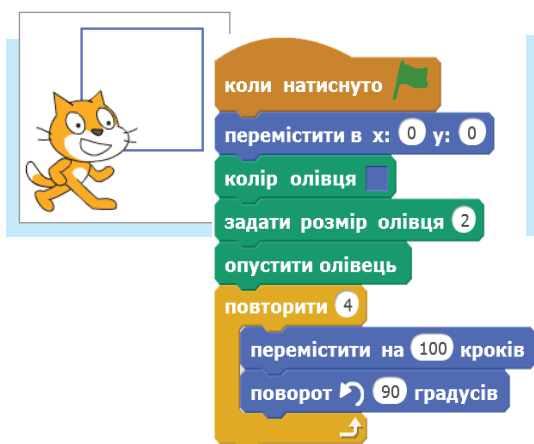 коли натиснуто
перемістити в x: 0 y: 0
колір олівця
задати розмір олівця 2
опустити олівець
повторити 4
перемістити на 100 кроків
поворот 90 градусів